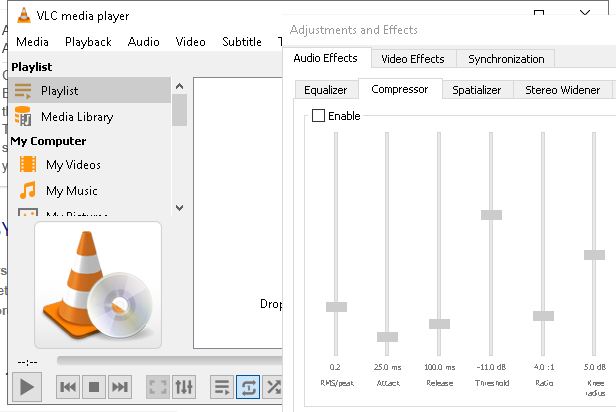 VLC media player
Media Playback Audio Video Subtitle T
Playlist
Playlist
Media Library
My Computer
My Videos
My Music
My Pictures
Drop
--:--
Adjustments and Effects
Audio Effects Video Effects Synchronization
Equalizer Compressor Spatializer Stereo Widener
Enable
0.2 25.0 ms 100.0 ms -11.0 dB 4.0 :1 5.0 dB
RMS/peak Attack Release Threshold Ratio Knee
radius